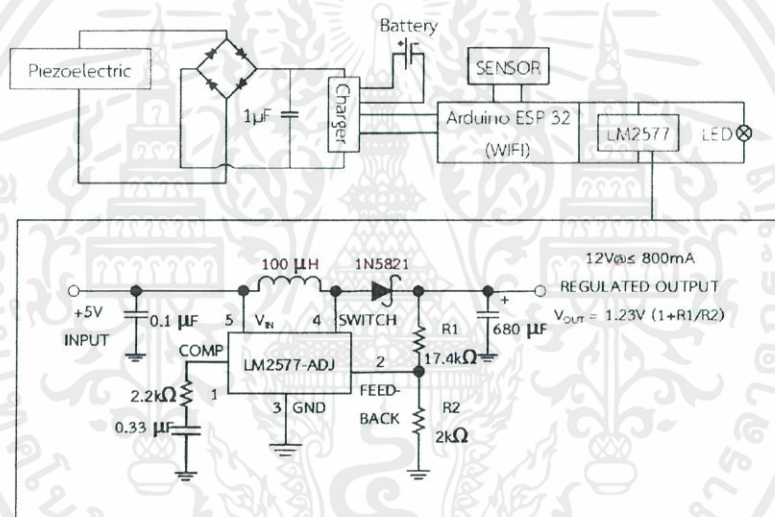 Battery
Piezoelectric
1µF
Charger
SENSOR
Arduino ESP 32
(WIFI)
LM2577
LED
100 µH
1N5821
12V@≤ 800mA
REGULATED OUTPUT
V_OUT = 1.23V (1+R1/R2)
+5V
INPUT
0.1 µF
5
V_IN
4
SWITCH
+
680 µF
R1
17.4kΩ
COMP
LM2577-ADJ
2
FEED-
BACK
1
2.2kΩ
0.33 µF
3
GND
R2
2kΩ